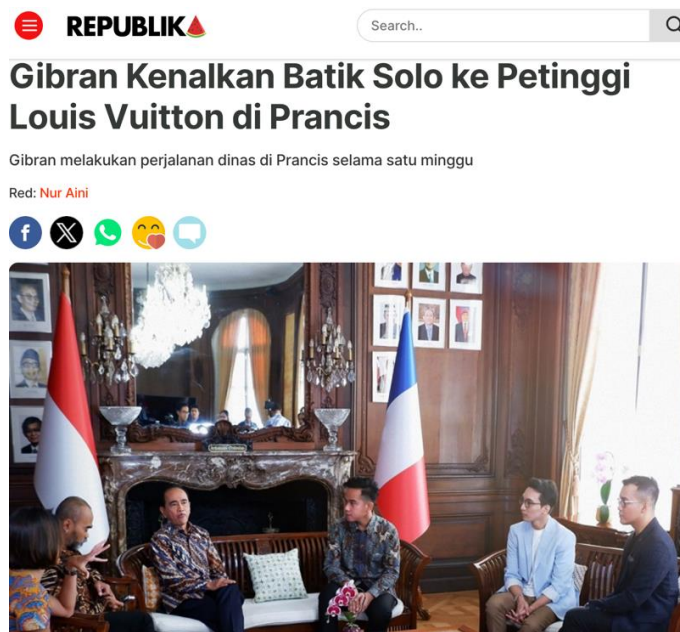 REPUBLIK
Search..
Gibran Kenalkan Batik Solo ke Petinggi
Louis Vuitton di Prancis
Gibran melakukan perjalanan dinas di Prancis selama satu minggu
Red: Nur Aini